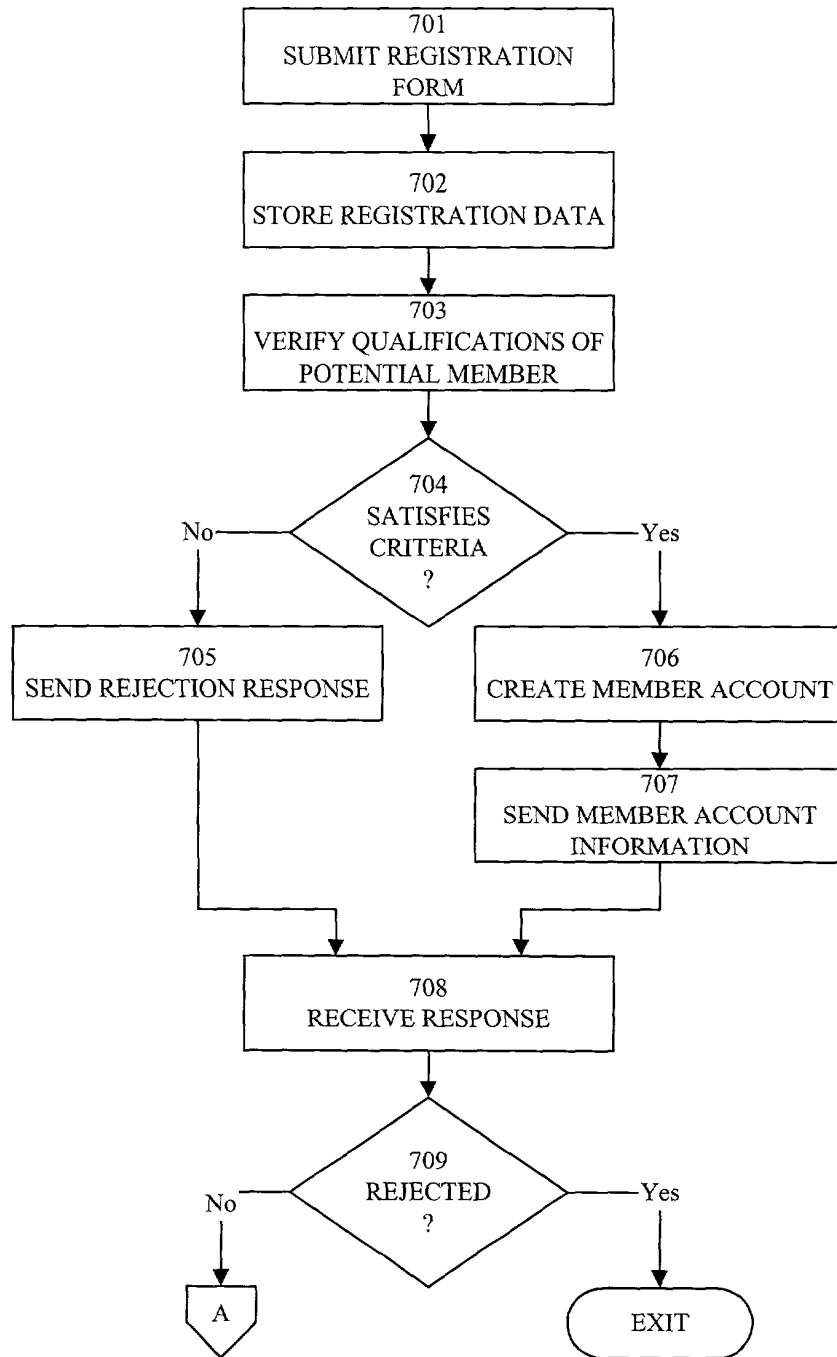 701
SUBMIT REGISTRATION
FORM
702
STORE REGISTRATION DATA
703
VERIFY QUALIFICATIONS OF
POTENTIAL MEMBER
704
SATISFIES
CRITERIA
?
No
Yes
705
SEND REJECTION RESPONSE
706
CREATE MEMBER ACCOUNT
707
SEND MEMBER ACCOUNT
INFORMATION
708
RECEIVE RESPONSE
709
REJECTED
?
No
Yes
A
EXIT